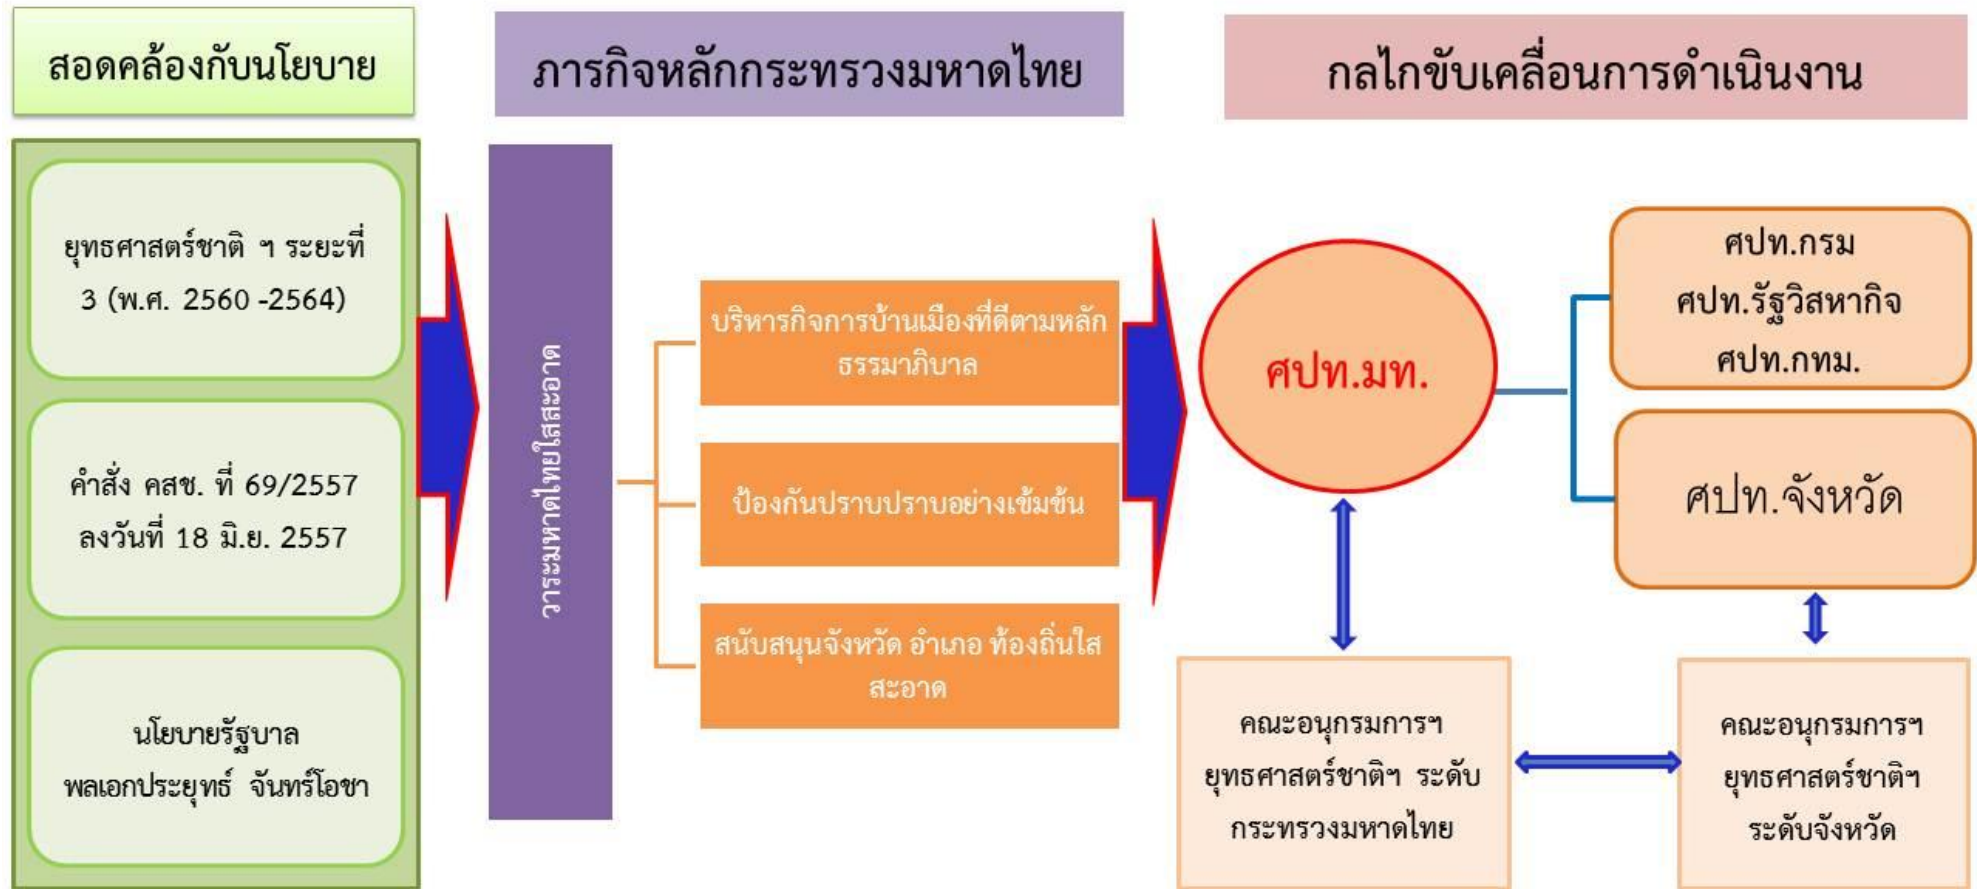 สอดคล้องกับนโยบาย
ยุทธศาสตร์ชาติ ฯ ระยะที่
3 (พ.ศ. 2560 -2564)
คำสั่ง คสช. ที่ 69/2557
ลงวันที่ 18 มิ.ย. 2557
นโยบายรัฐบาล
พลเอกประยุทธ์ จันทร์โอชา
ภารกิจหลักกระทรวงมหาดไทย
วาระมหาดไทยใสสะอาด
บริหารกิจการบ้านเมืองที่ดีตามหลัก
ธรรมาภิบาล
ป้องกันปราบปราบอย่างเข้มข้น
สนับสนุนจังหวัด อำเภอ ท้องถิ่นใส
สะอาด
กลไกขับเคลื่อนการดำเนินงาน
ศปท.มท.
ศปท.กรม
ศปท.รัฐวิสหากิจ
ศปท.กทม.
ศปท.จังหวัด
คณะอนุกรมการฯ
ยุทธศาสตร์ชาติฯ ระดับ
กระทรวงมหาดไทย
คณะอนุกรมการฯ
ยุทธศาสตร์ชาติฯ
ระดับจังหวัด